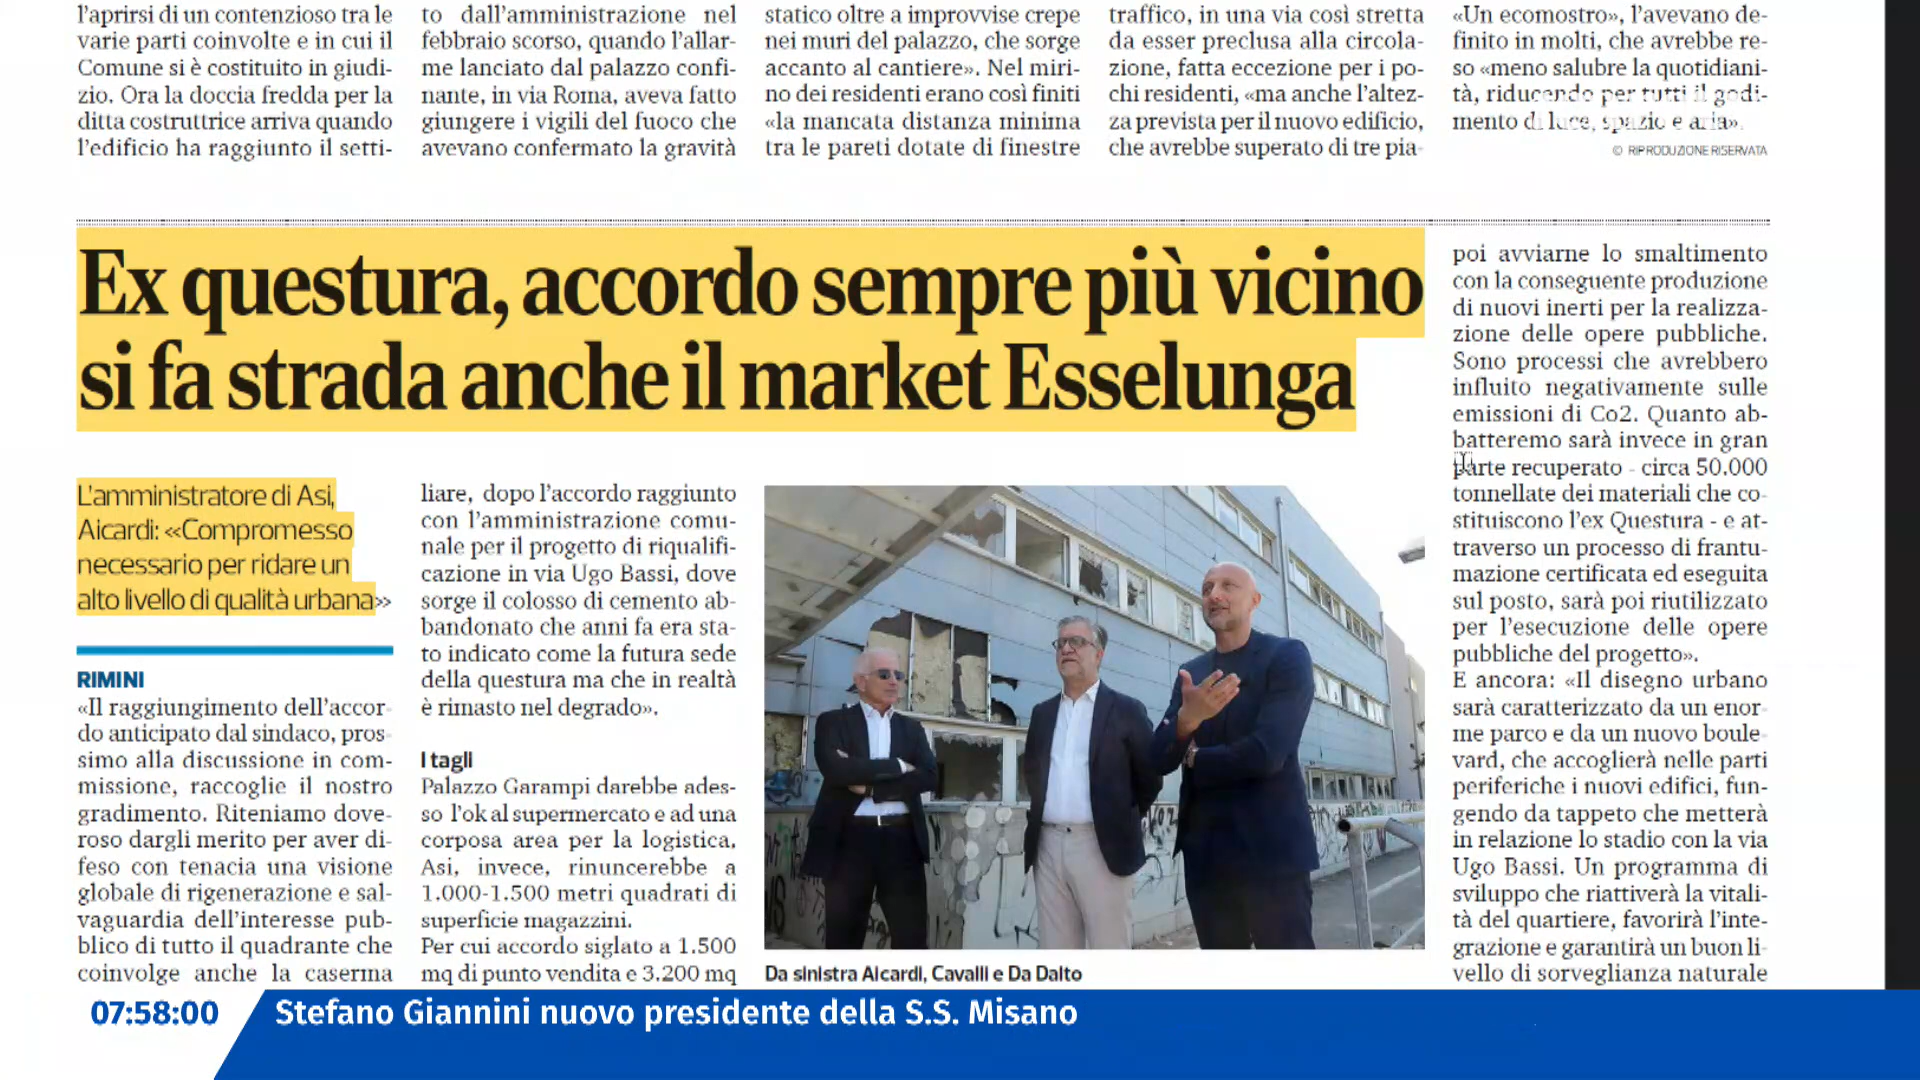 l'aprirsi di un contenzioso tra le
varie parti coinvolte e in cui il
Comune si è costituito in giudi-
zio. Ora la doccia fredda per la
ditta costruttrice arriva quando
l'edificio ha raggiunto il setti-
to dall'amministrazione nel
febbraio scorso, quando l'allar-
me lanciato dal palazzo confi-
nante, in via Roma, aveva fatto
giungere i vigili del fuoco che
avevano confermato la gravità
statico oltre a improvvise crepe
nei muri del palazzo, che sorge
accanto al cantiere». Nel miri-
no dei residenti erano così finiti
«la mancata distanza minima
tra le pareti dotate di finestre
traffico, in una via così stretta
da esser preclusa alla circola-
zione, fatta eccezione per i po-
chi residenti, «ma anche l'altez-
za prevista per il nuovo edificio,
che avrebbe superato di tre pia-
«Un ecomostro», l'avevano de-
finito in molti, che avrebbe re-
so «meno salubre la quotidiani-
tà, riducendo per tutti il godi-
mento di luce, spazio e aria».
© RIPRODUZIONE RISERVATA
Ex questura, accordo sempre più vicino
si fa strada anche il market Esselunga
L'amministratore di Asi,
Aicardi: «Compromesso
necessario per ridare un
alto livello di qualità urbana»
RIMINI
«Il raggiungimento dell'accor-
do anticipato dal sindaco, pros-
simo alla discussione in com-
missione, raccoglie il nostro
gradimento. Riteniamo dove-
roso dargli merito per aver di-
feso con tenacia una visione
globale di rigenerazione e sal-
vaguardia dell'interesse pub-
blico di tutto il quadrante che
coinvolge anche la caserma
liare, dopo l'accordo raggiunto
con l'amministrazione comu-
nale per il progetto di riqualifi-
cazione in via Ugo Bassi, dove
sorge il colosso di cemento ab-
bandonato che anni fa era sta-
to indicato come la futura sede
della questura ma che in realtà
è rimasto nel degrado».
I tagli
Palazzo Garampi darebbe ades-
so l'ok al supermercato e ad una
corposa area per la logistica,
Asi, invece, rinuncerebbe a
1.000-1.500 metri quadrati di
superficie magazzini.
Per cui accordo siglato a 1.500
mq di punto vendita e 3.200 mq
Da sinistra Aicardi, Cavalli e Da Dalto
poi avviarne lo smaltimento
con la conseguente produzione
di nuovi inerti per la realizza-
zione delle opere pubbliche.
Sono processi che avrebbero
influito negativamente sulle
emissioni di Co2. Quanto ab-
batteremo sarà invece in gran
parte recuperato - circa 50.000
tonnellate dei materiali che co-
stituiscono l'ex Questura - e at-
traverso un processo di frantu-
mazione certificata ed eseguita
sul posto, sarà poi riutilizzato
per l'esecuzione delle opere
pubbliche del progetto».
E ancora: «Il disegno urbano
sarà caratterizzato da un enor-
me parco e da un nuovo boule-
vard, che accoglierà nelle parti
periferiche i nuovi edifici, fun-
gendo da tappeto che metterà
in relazione lo stadio con la via
Ugo Bassi. Un programma di
sviluppo che riattiverà la vitali-
tà del quartiere, favorirà l'inte-
grazione e garantirà un buon li-
vello di sorveglianza naturale
07:58:00
Stefano Giannini nuovo presidente della S.S. Misano